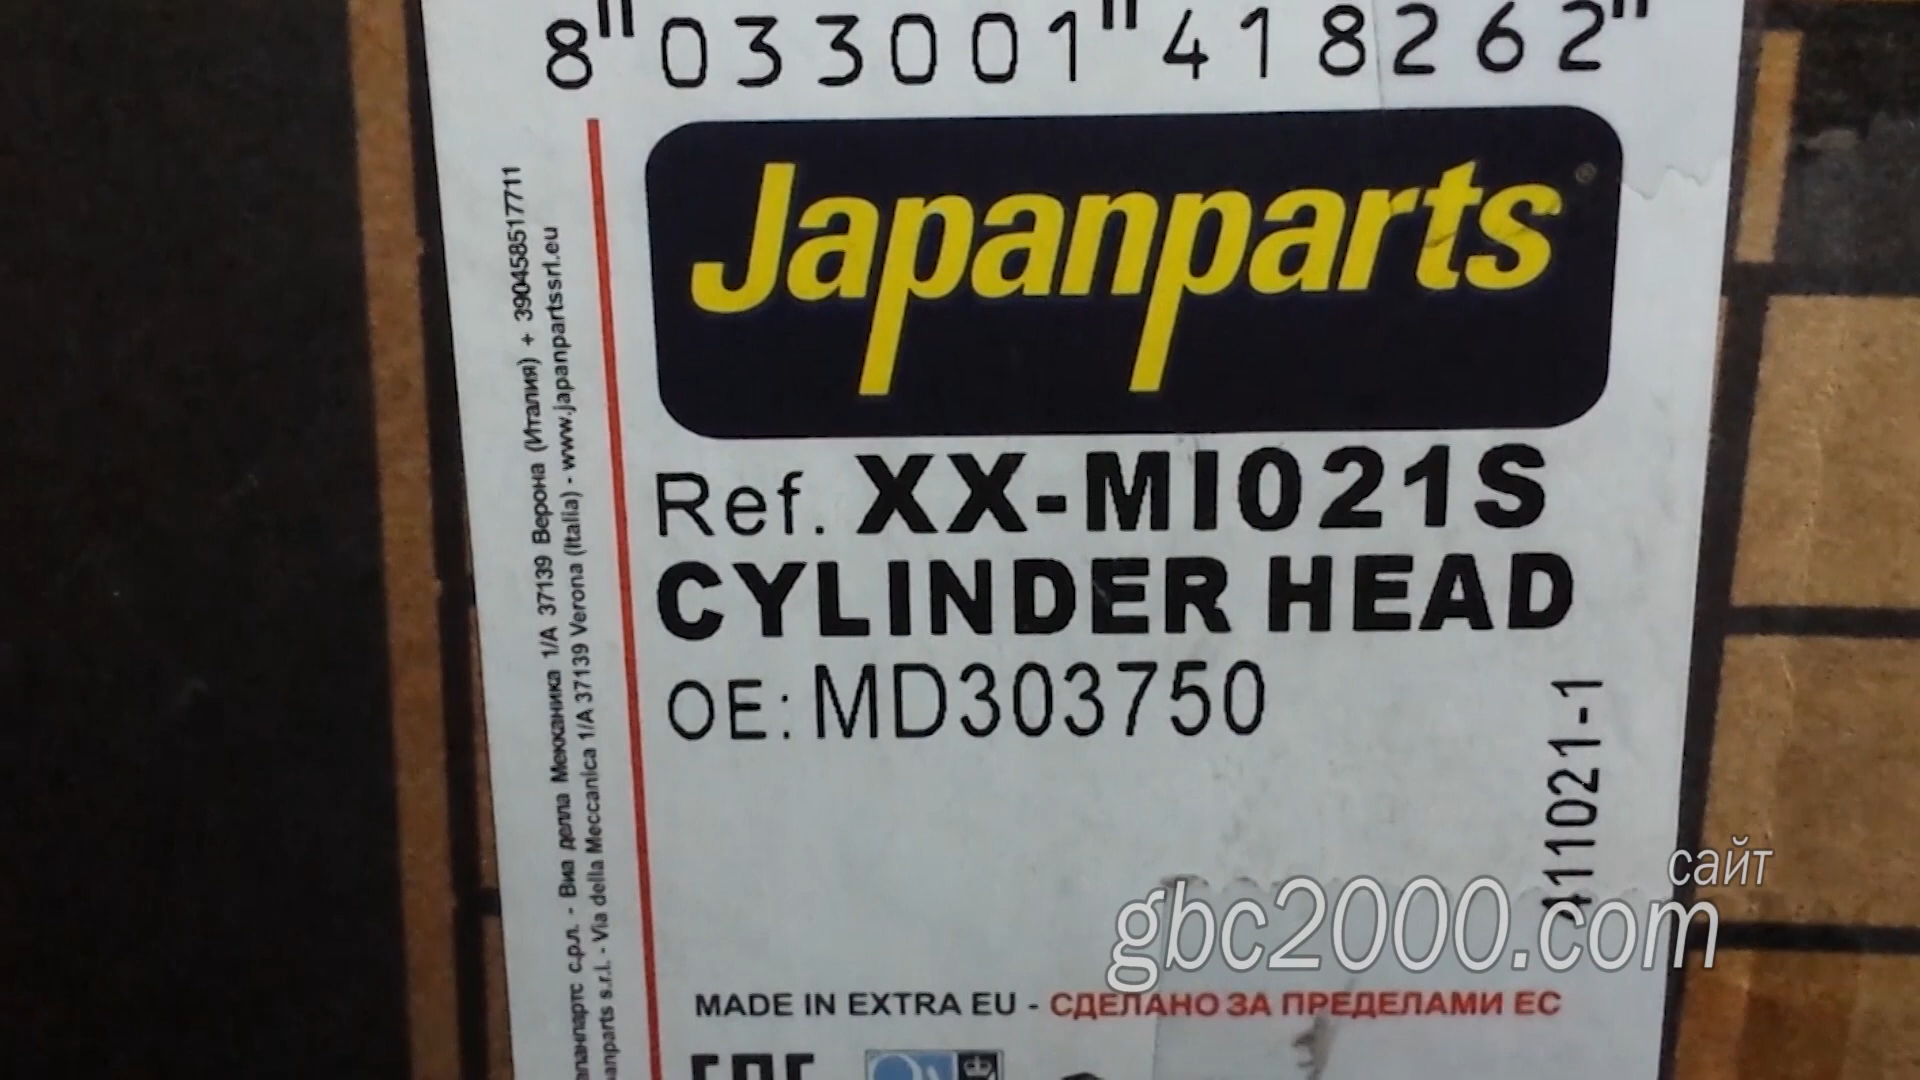 8"033001"418262"
Japanparts®
Ref. XX-MI021S
CYLINDER HEAD
OE: MD303750
411021-1
MADE IN EXTRA EU - СДЕЛАНО ЗА ПРЕДЕЛАМИ ЕС
с.р.л. - Виа делла Мекканика 1/А 37139 Верона (Италия) + 390458517711
s.r.l. - Via della Meccanica 1/A 37139 Verona (Italia) - www.japanpartssrl.eu
сайт
gbc2000.com